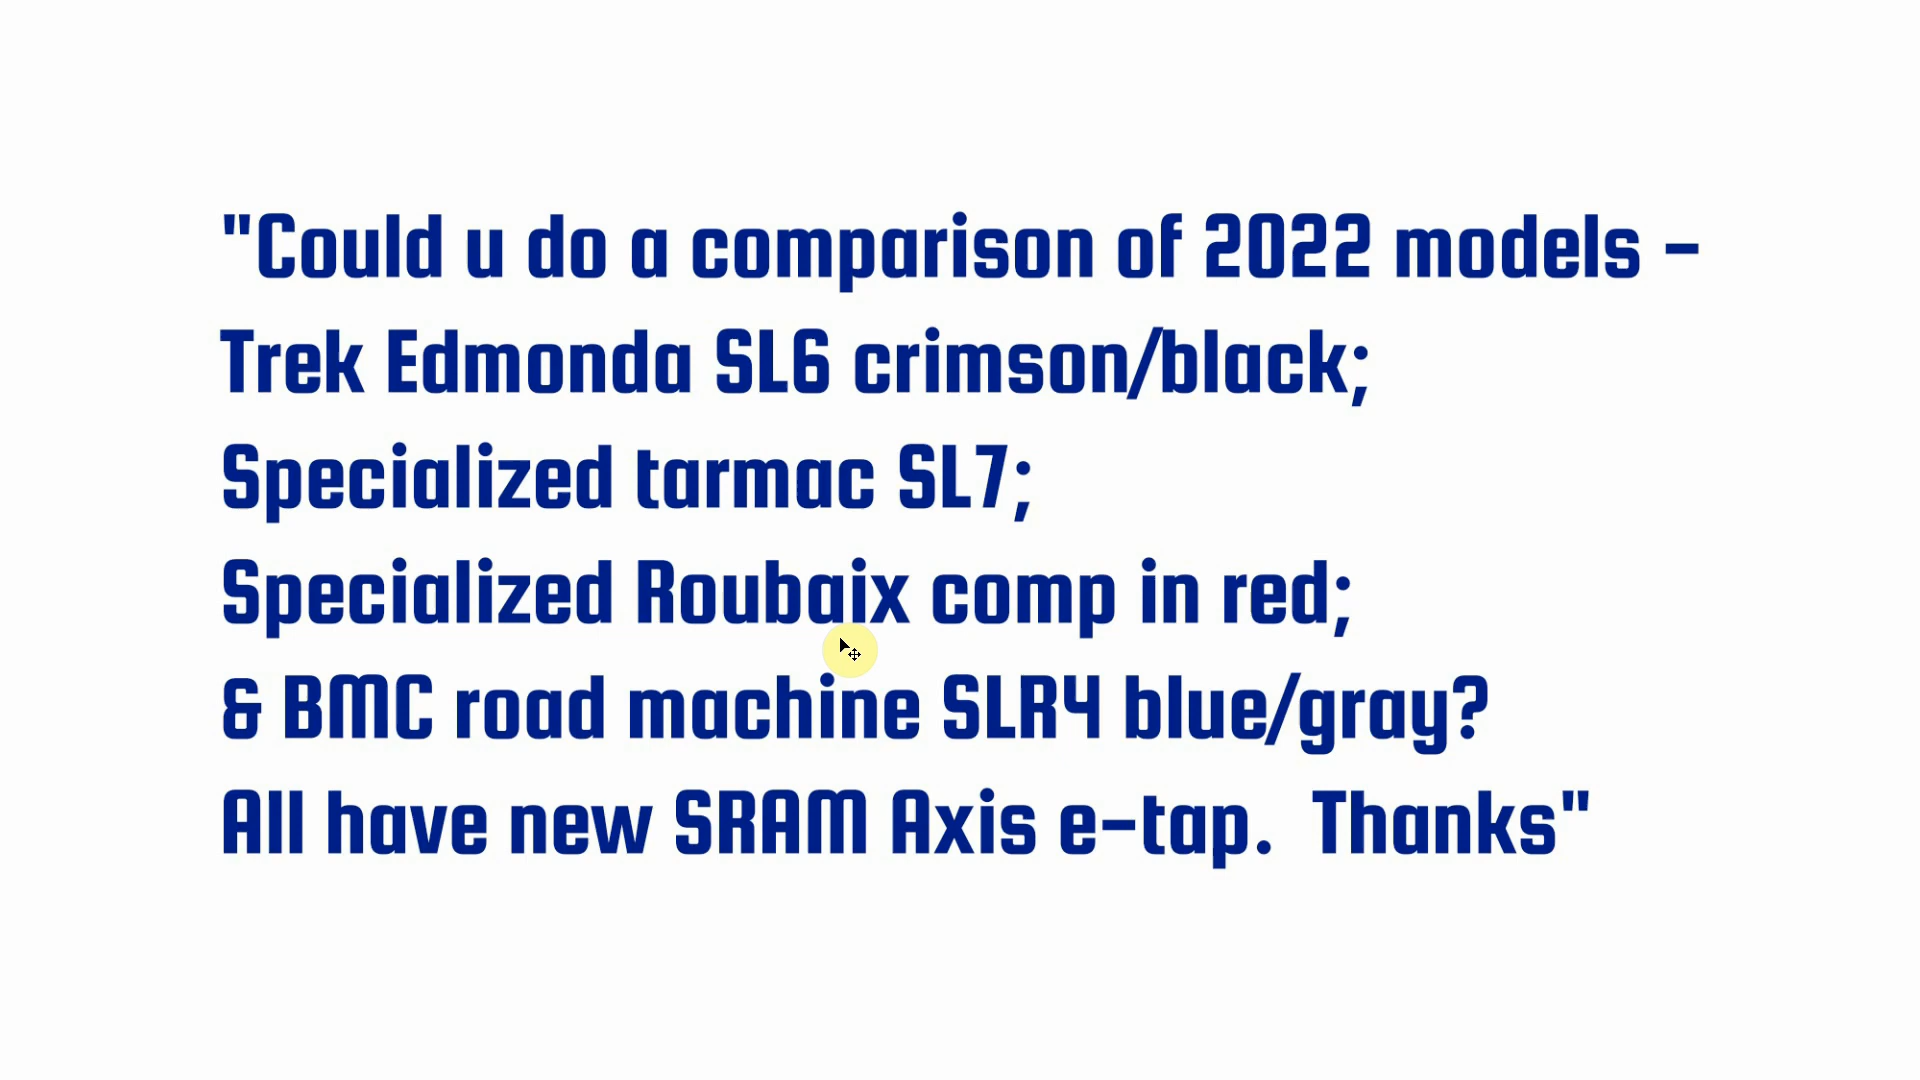 "Could u do a comparison of 2022 models -
Trek Edmonda SL6 crimson/black;
Specialized tarmac SL7;
Specialized Roubaix comp in red;
& BMC road machine SLR4 blue/gray?
All have new SRAM Axis e-tap.  Thanks"